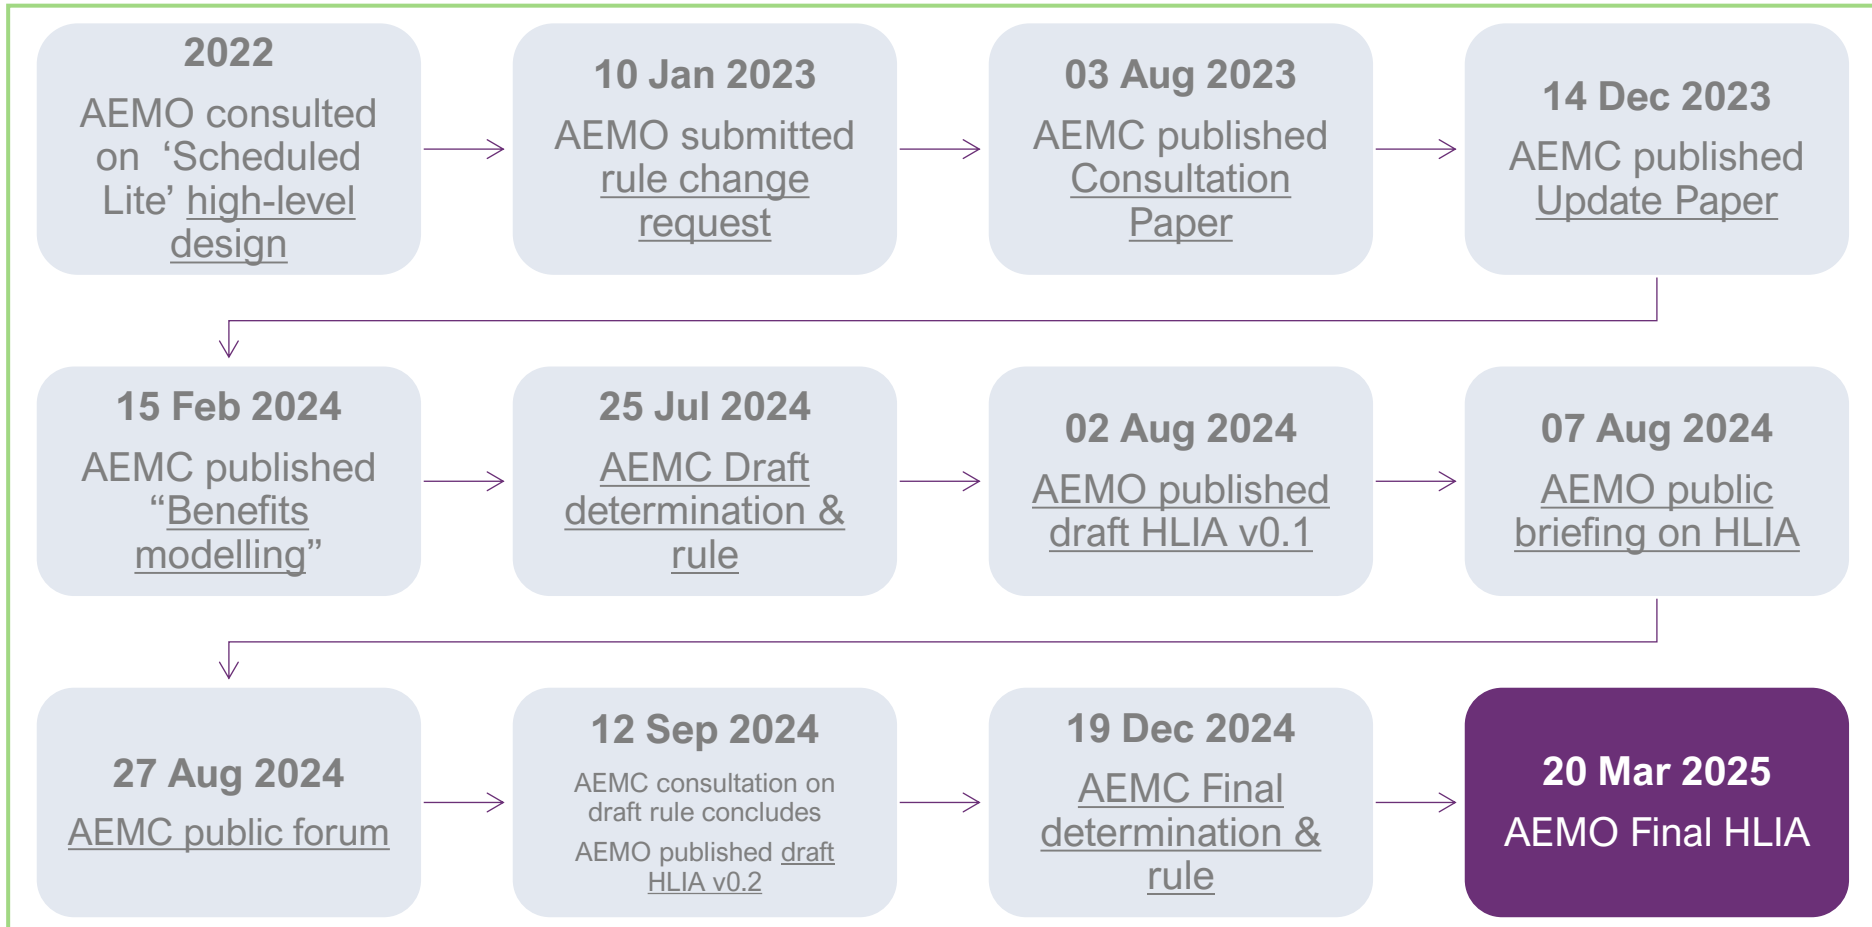 2022
AEMO consulted
on ‘Scheduled
Lite’ high-level
design
10 Jan 2023
AEMO submitted
rule change
request
03 Aug 2023
AEMC published
Consultation
Paper
14 Dec 2023
AEMC published
Update Paper
15 Feb 2024
AEMC published
“Benefits
modelling”
25 Jul 2024
AEMC Draft
determination &
rule
02 Aug 2024
AEMO published
draft HLIA v0.1
07 Aug 2024
AEMO public
briefing on HLIA
27 Aug 2024
AEMC public forum
12 Sep 2024
AEMC consultation on
draft rule concludes
AEMO published draft
HLIA v0.2
19 Dec 2024
AEMC Final
determination &
rule
20 Mar 2025
AEMO Final HLIA